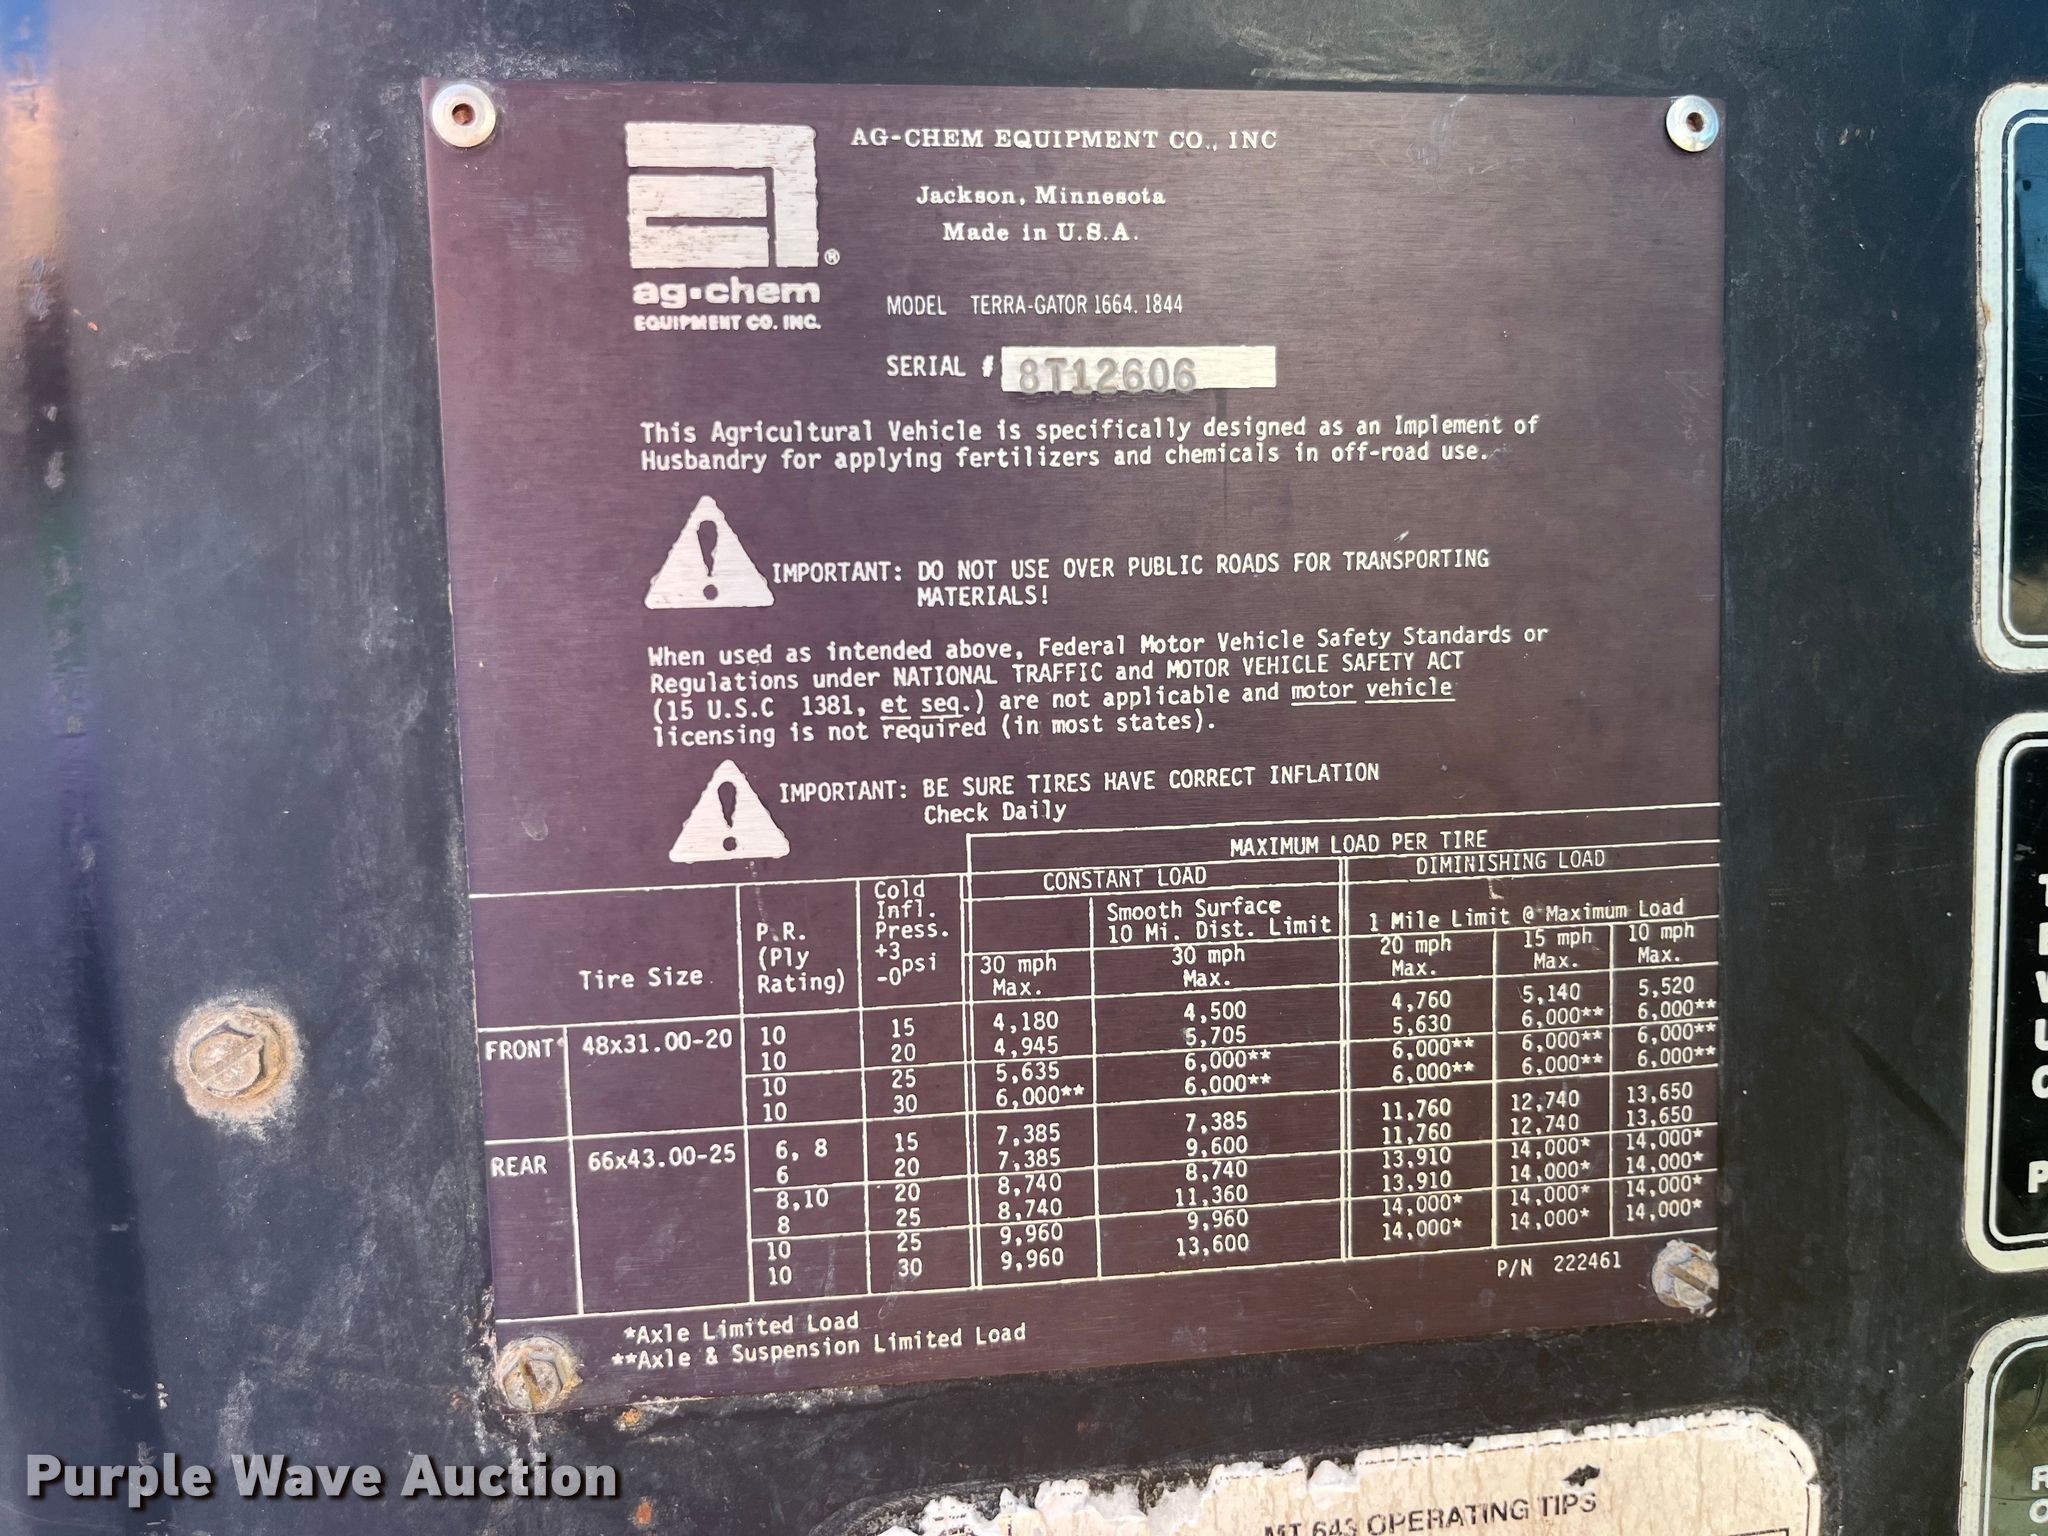 AG-CHEM EQUIPMENT CO., INC
Jackson, Minnesota
Made in U.S.A.
®
ag·chem
EQUIPMENT CO. INC.
MODEL TERRA-GATOR 1664. 1844
SERIAL # 8T12606
This Agricultural Vehicle is specifically designed as an Implement of
Husbandry for applying fertilizers and chemicals in off-road use.
IMPORTANT: DO NOT USE OVER PUBLIC ROADS FOR TRANSPORTING
MATERIALS!
When used as intended above, Federal Motor Vehicle Safety Standards or
Regulations under NATIONAL TRAFFIC and MOTOR VEHICLE SAFETY ACT
(15 U.S.C 1381, et seq.) are not applicable and motor vehicle
licensing is not required (in most states).
IMPORTANT: BE SURE TIRES HAVE CORRECT INFLATION
Check Daily
MAXIMUM LOAD PER TIRE
CONSTANT LOAD DIMINISHING LOAD
Smooth Surface
10 Mi. Dist. Limit
1 Mile Limit @ Maximum Load
Tire Size
P.R.
(Ply
Rating)
Cold
Infl.
Press.
+3
-0 psi
30 mph
Max.
30 mph
Max.
20 mph
Max.
15 mph
Max.
10 mph
Max.
FRONT* 48x31.00-20 10 15 4,180 4,500 4,760 5,140 5,520
10 20 4,945 5,705 5,630 6,000** 6,000**
10 25 5,635 6,000** 6,000** 6,000** 6,000**
10 30 6,000** 6,000** 6,000** 6,000** 6,000**
REAR 66x43.00-25 6, 8 15 7,385 7,385 11,760 12,740 13,650
6 20 7,385 9,600 11,760 12,740 13,650
8,10 20 8,740 8,740 13,910 14,000* 14,000*
8 25 8,740 11,360 13,910 14,000* 14,000*
10 25 9,960 9,960 14,000* 14,000* 14,000*
10 30 9,960 13,600 14,000* 14,000* 14,000*
P/N 222461
*Axle Limited Load
**Axle & Suspension Limited Load
MT 643 OPERATING TIPS
Purple Wave Auction